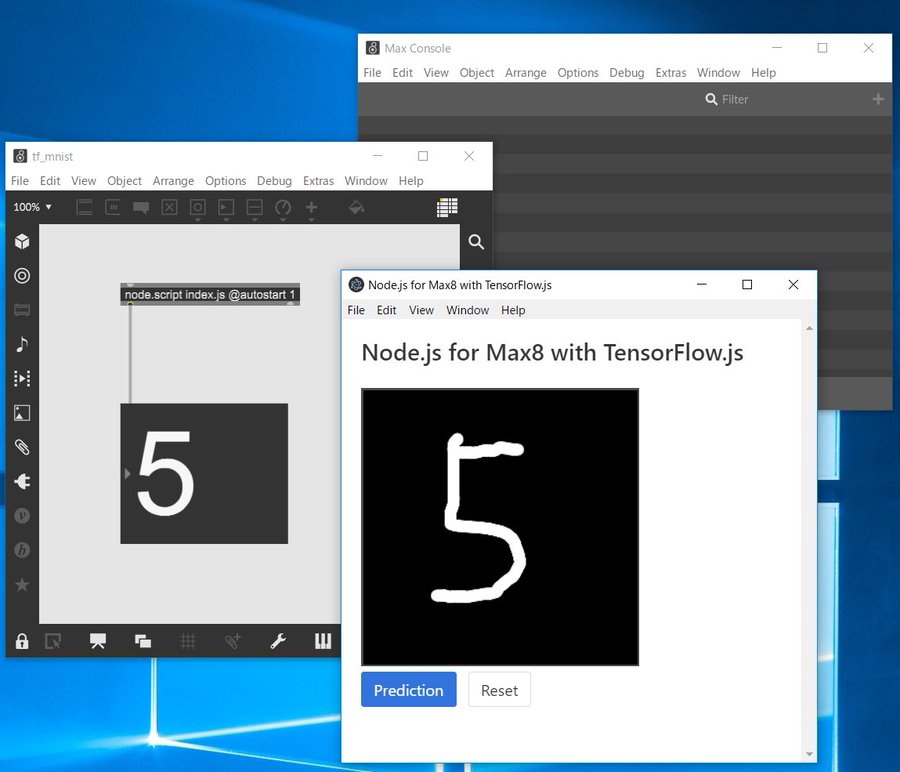 Max Console
File Edit View Object Arrange Options Debug Extras Window Help
Filter
tf_mnist
File Edit View Object Arrange Options Debug Extras Window Help
100%
node.script index.js @autostart 1
5
Node.js for Max8 with TensorFlow.js
File Edit View Window Help
Node.js for Max8 with TensorFlow.js
5
Prediction Reset